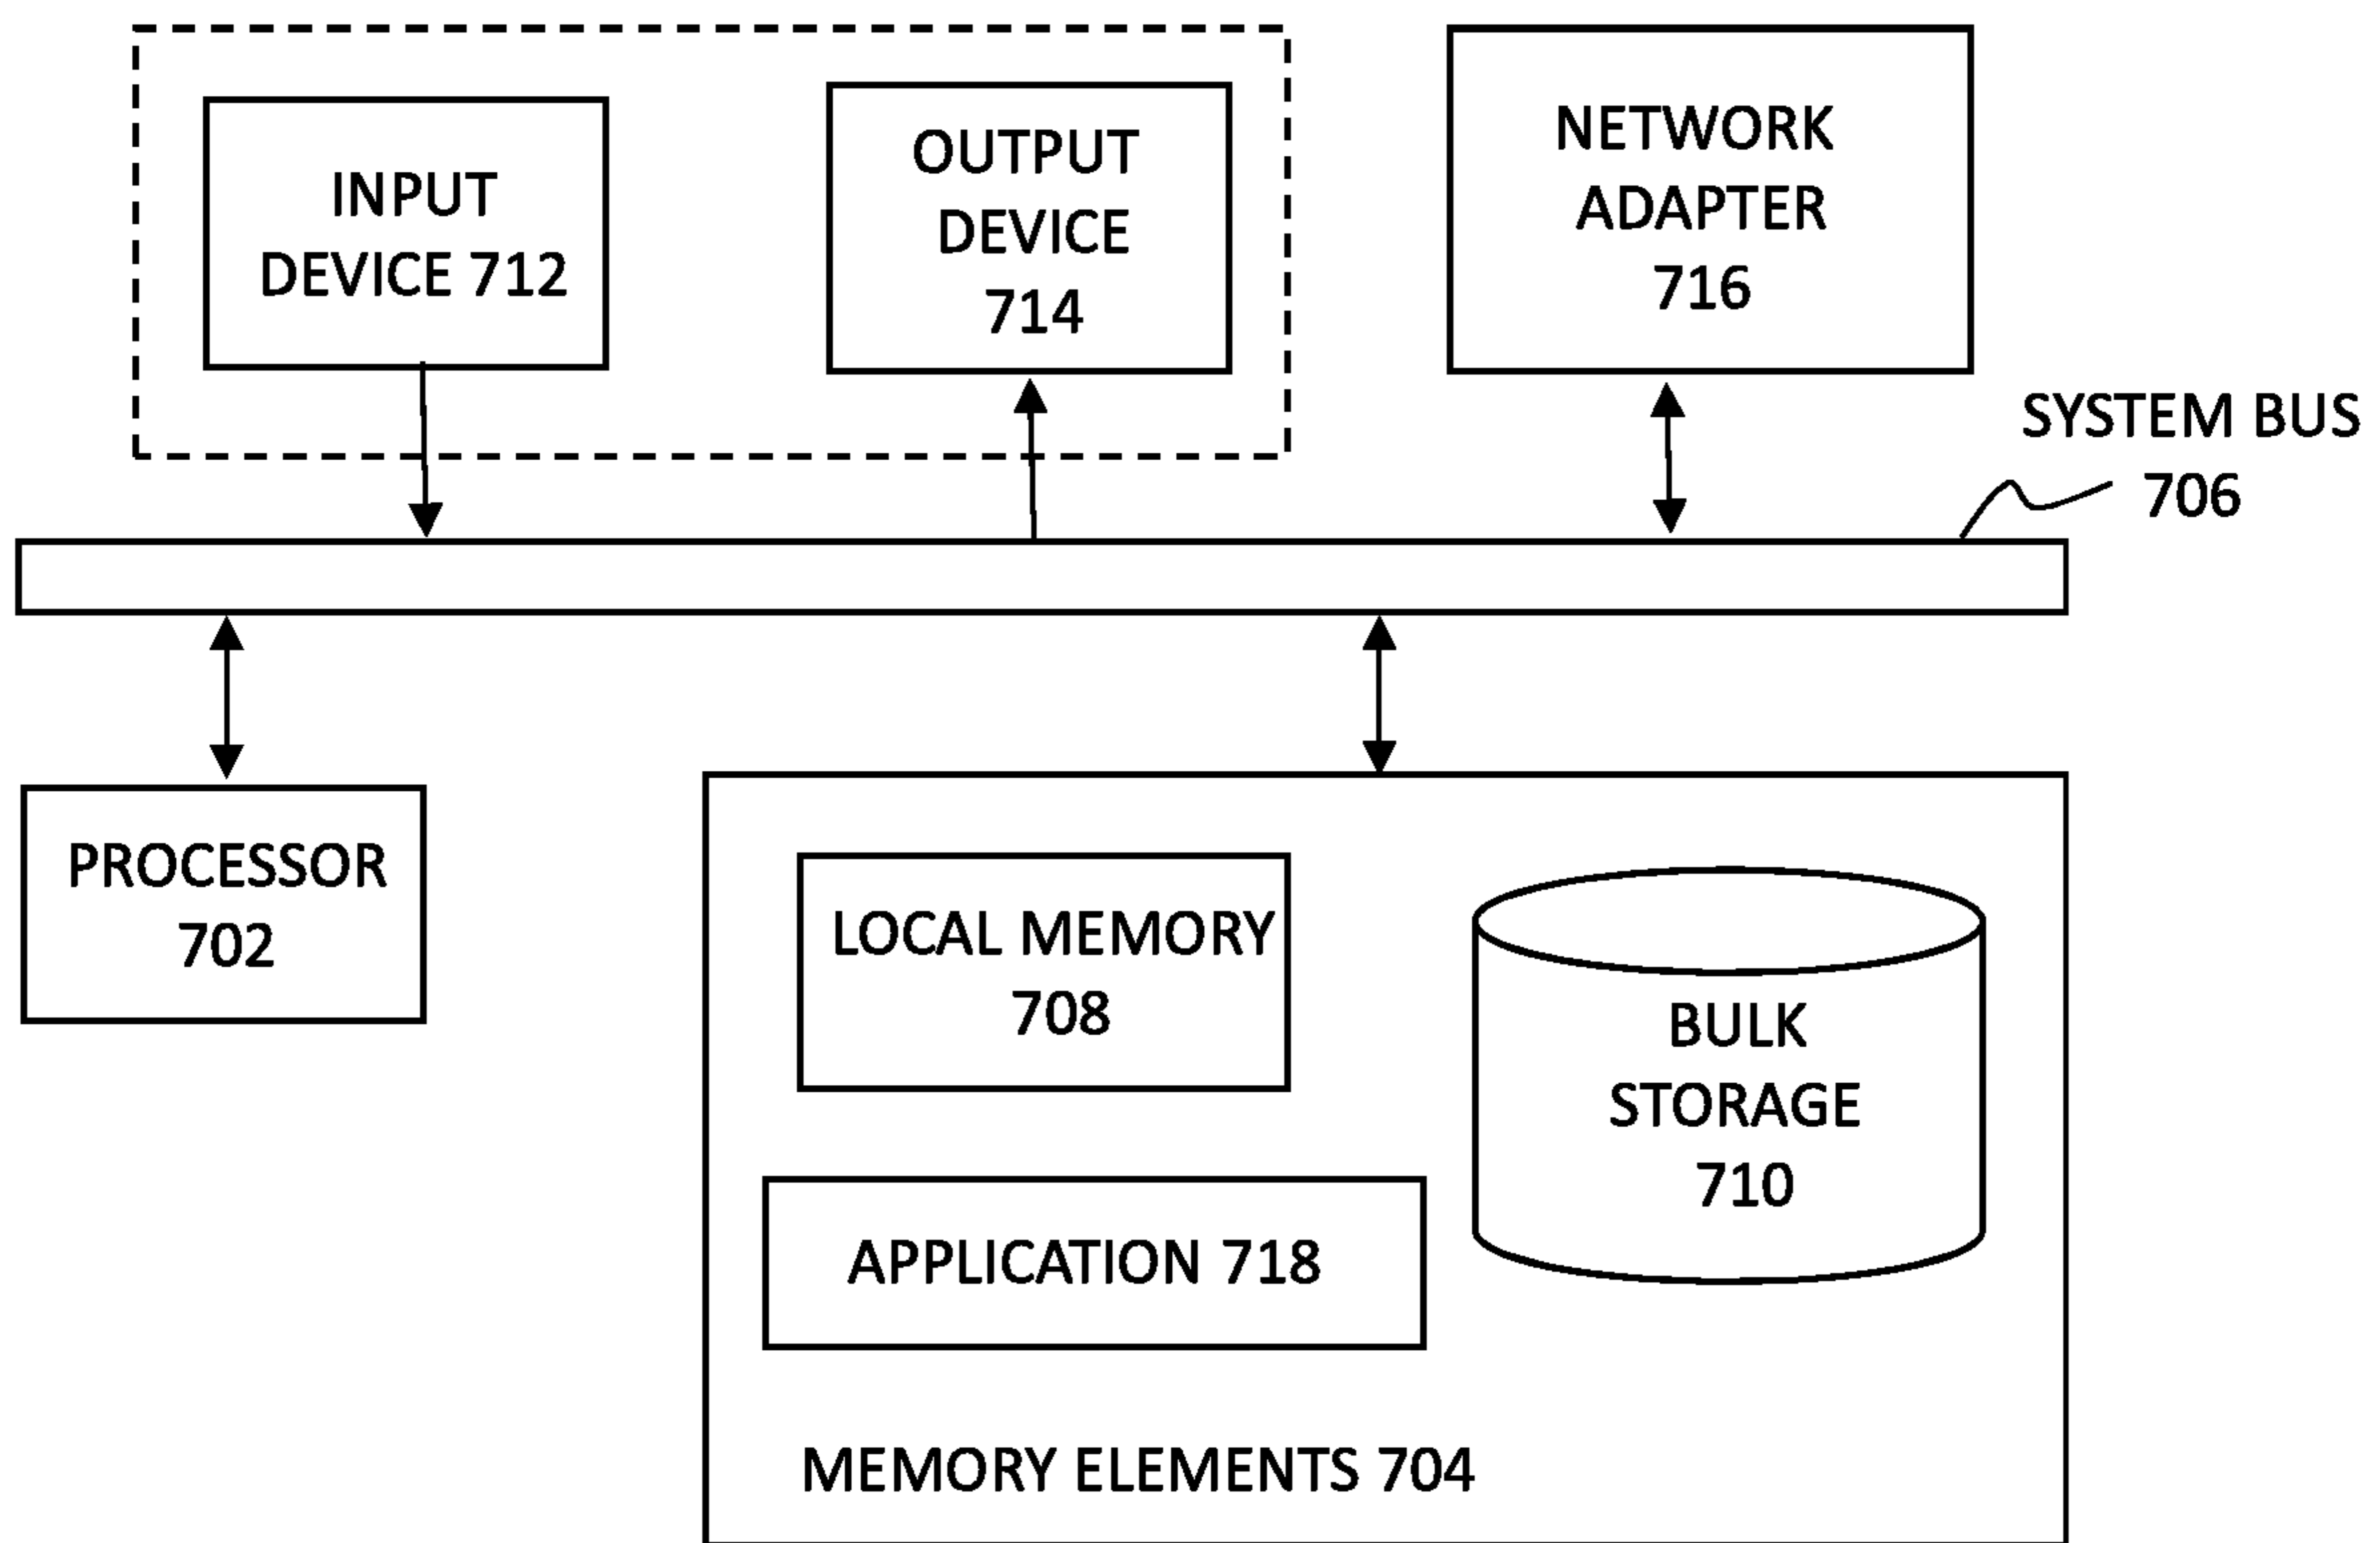 INPUT
DEVICE 712
OUTPUT
DEVICE
714
NETWORK
ADAPTER
716
SYSTEM BUS
706
PROCESSOR
702
LOCAL MEMORY
708
BULK
STORAGE
710
APPLICATION 718
MEMORY ELEMENTS 704